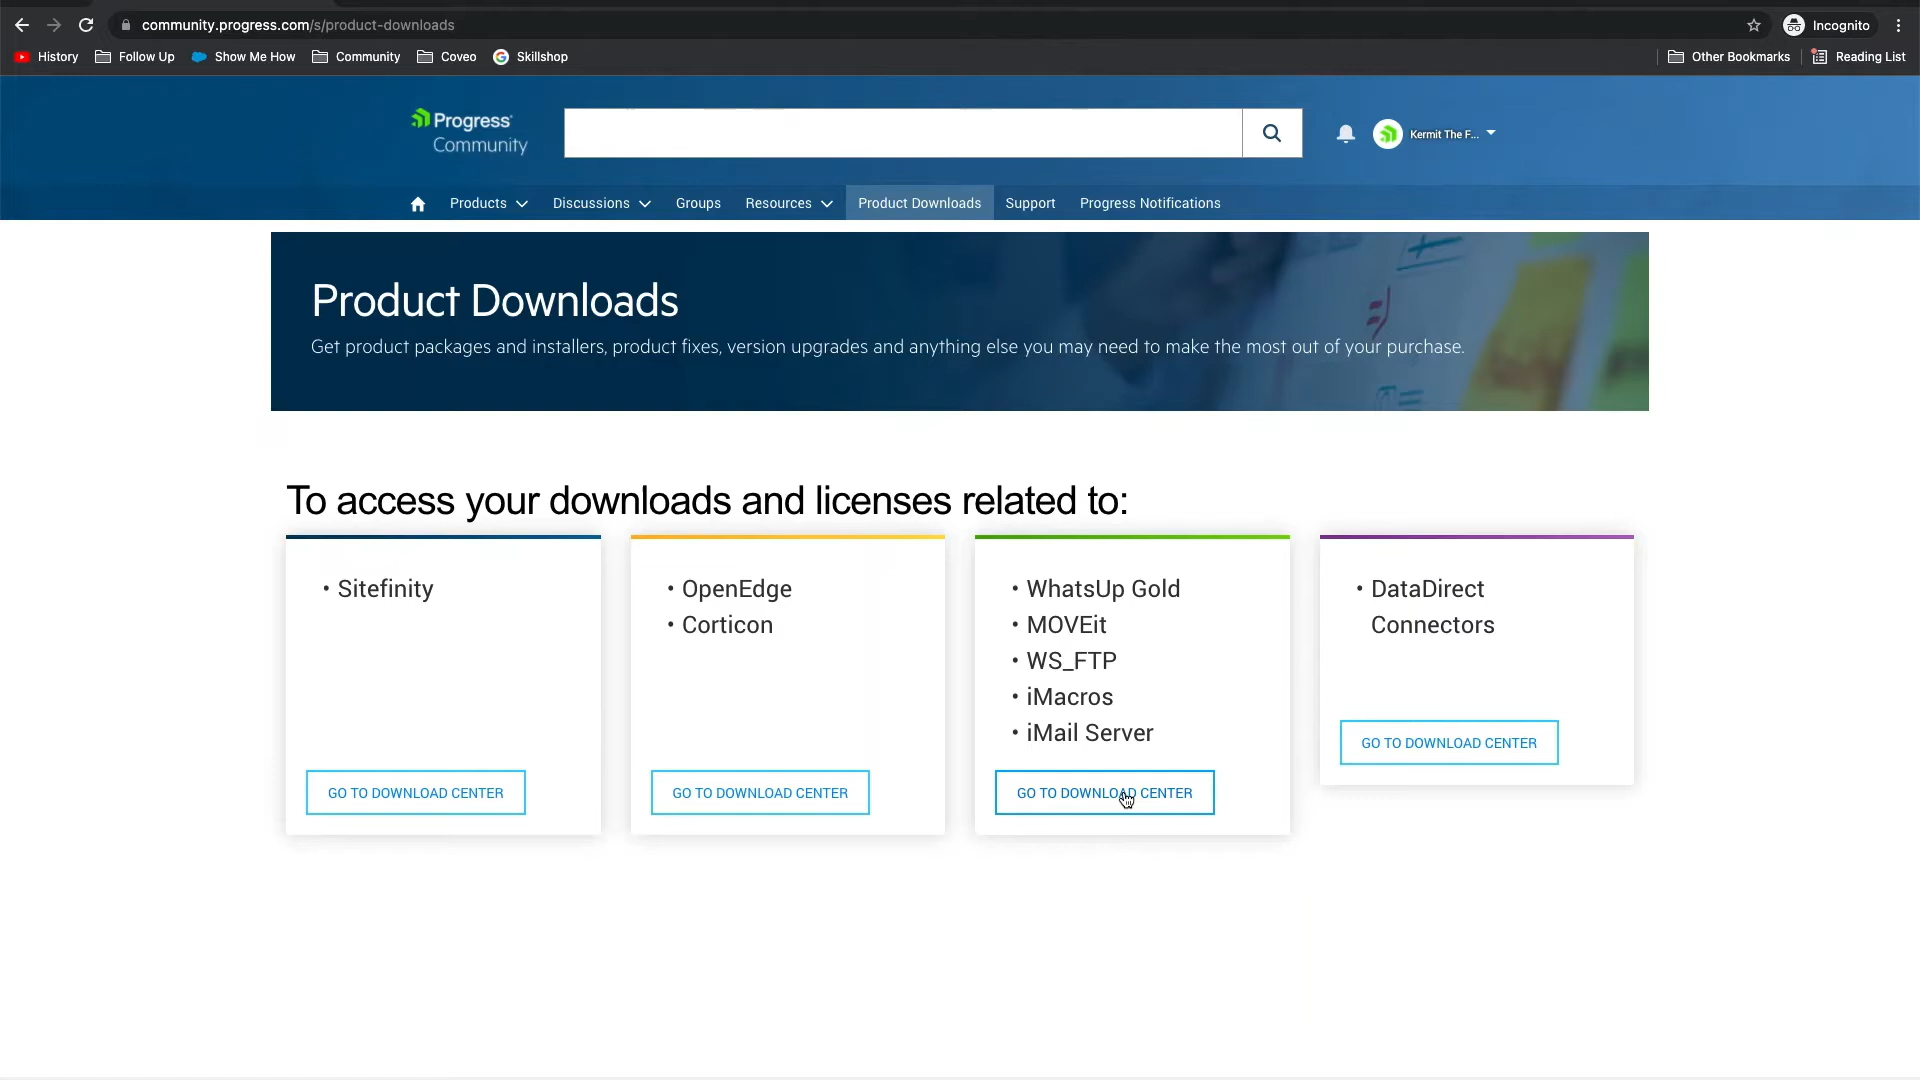 community.progress.com/s/product-downloads
Incognito
History
Follow Up
Show Me How
Community
Coveo
Skillshop
Other Bookmarks
Reading List
Progress
Community
Kermit The F...
Products
Discussions
Groups
Resources
Product Downloads
Support
Progress Notifications
Product Downloads
Get product packages and installers, product fixes, version upgrades and anything else you may need to make the most out of your purchase.
To access your downloads and licenses related to:
• Sitefinity
GO TO DOWNLOAD CENTER
• OpenEdge
• Corticon
GO TO DOWNLOAD CENTER
• WhatsUp Gold
• MOVEit
• WS_FTP
• iMacros
• iMail Server
GO TO DOWNLOAD CENTER
• DataDirect
Connectors
GO TO DOWNLOAD CENTER